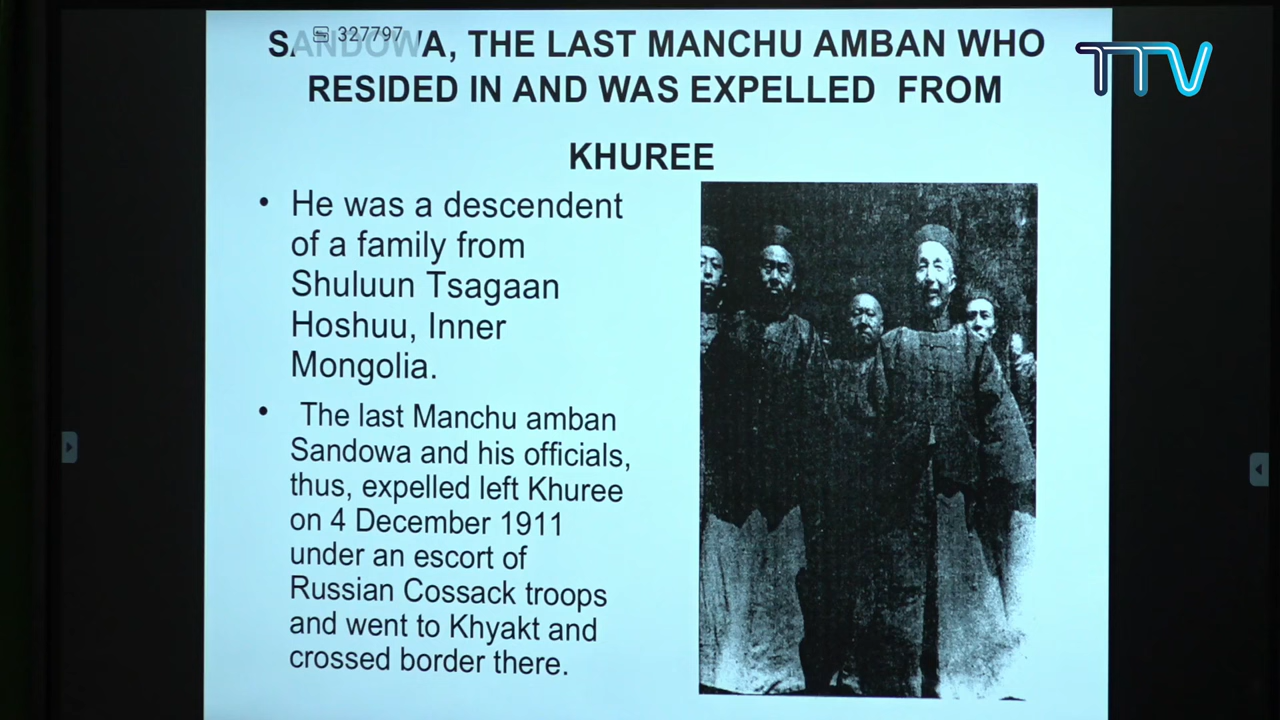 SANDOWA, THE LAST MANCHU AMBAN WHO
327797
TTV
RESIDED IN AND WAS EXPELLED FROM
KHUREE
• He was a descendent
of a family from
Shuluun Tsagaan
Hoshuu, Inner
Mongolia.
• The last Manchu amban
Sandowa and his officials,
thus, expelled left Khuree
on 4 December 1911
under an escort of
Russian Cossack troops
and went to Khyakt and
crossed border there.